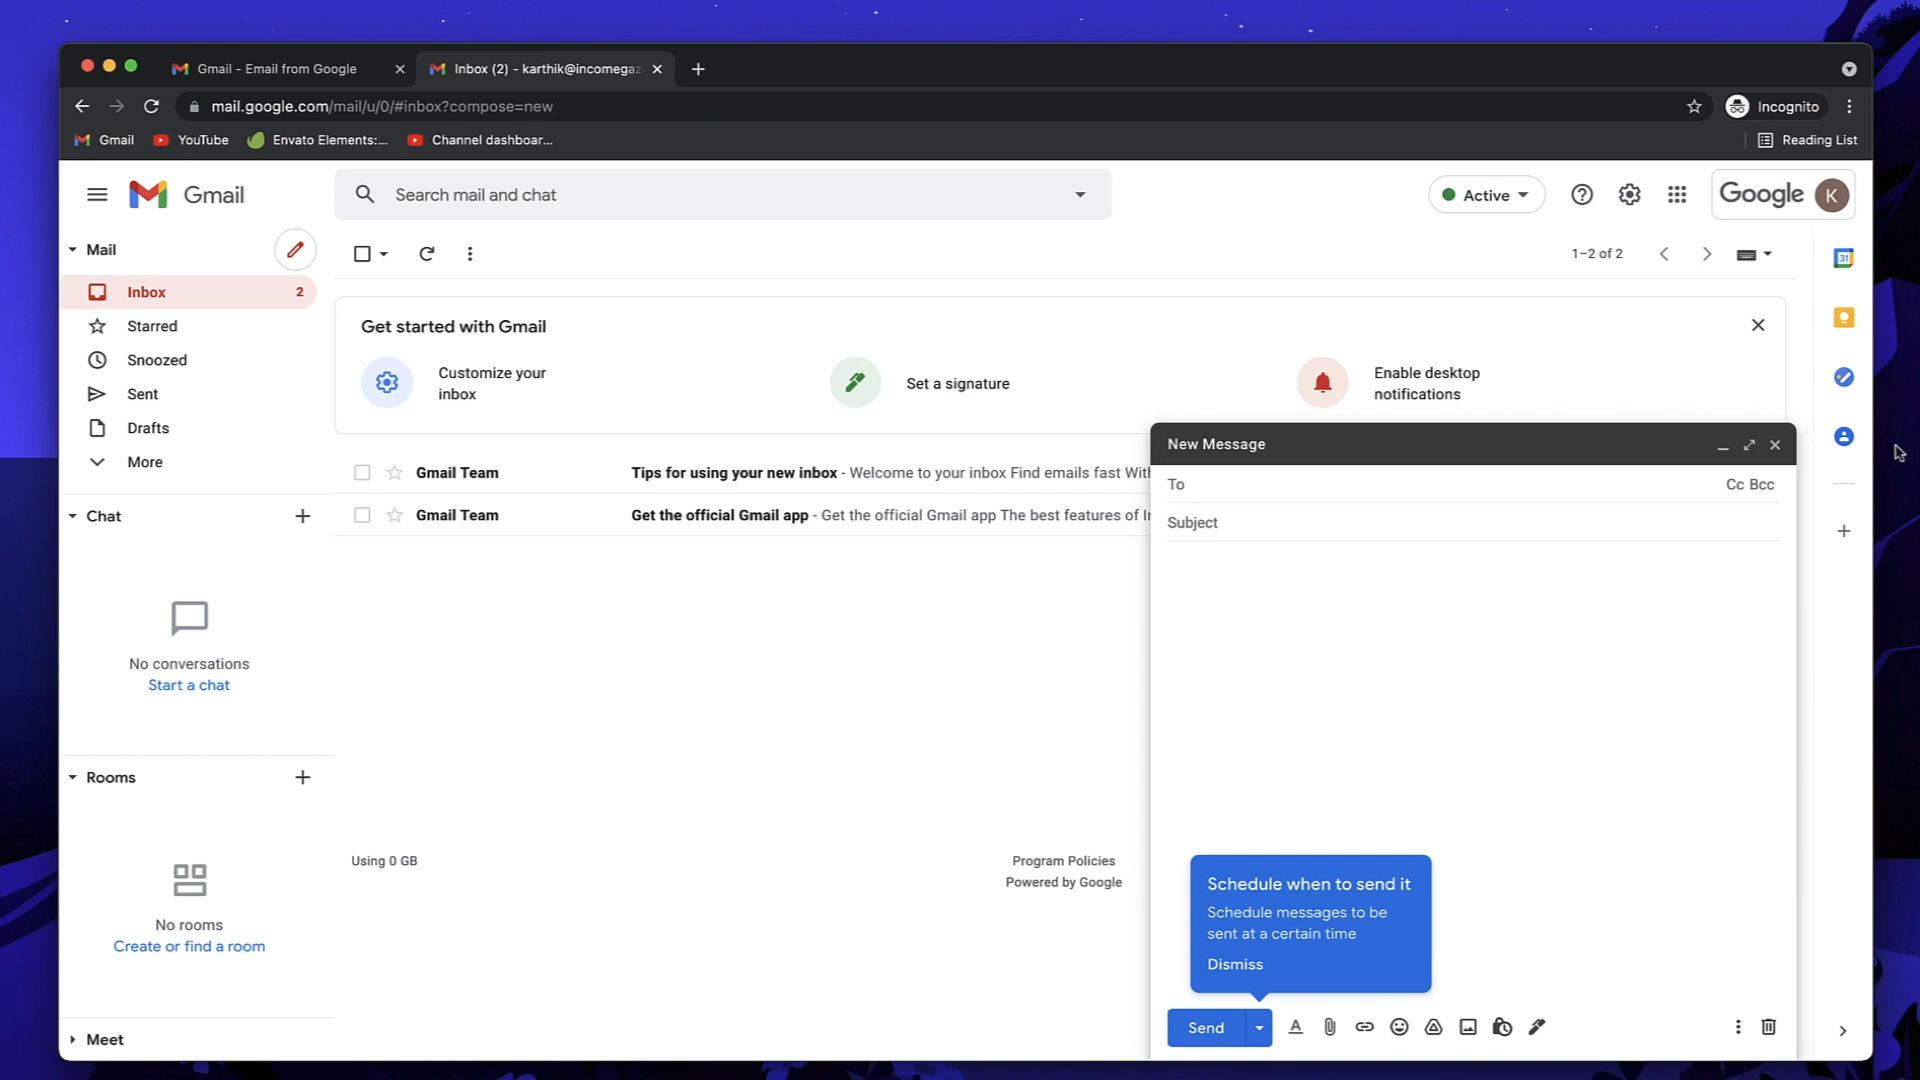 Gmail - Email from Google
Inbox (2) - karthik@incomegaz
mail.google.com/mail/u/0/#inbox?compose=new
Incognito
Gmail
YouTube
Envato Elements:...
Channel dashboar...
Reading List
Gmail
Search mail and chat
Active
Google
K
Mail
1–2 of 2
31
Inbox
2
Starred
Snoozed
Sent
Drafts
More
Get started with Gmail
Customize your
inbox
Set a signature
Enable desktop
notifications
Gmail Team
Tips for using your new inbox - Welcome to your inbox Find emails fast With
Gmail Team
Get the official Gmail app - Get the official Gmail app The best features of
Chat
No conversations
Start a chat
Rooms
No rooms
Create or find a room
Meet
Using 0 GB
Program Policies
Powered by Google
New Message
To
Cc Bcc
Subject
Schedule when to send it
Schedule messages to be
sent at a certain time
Dismiss
Send